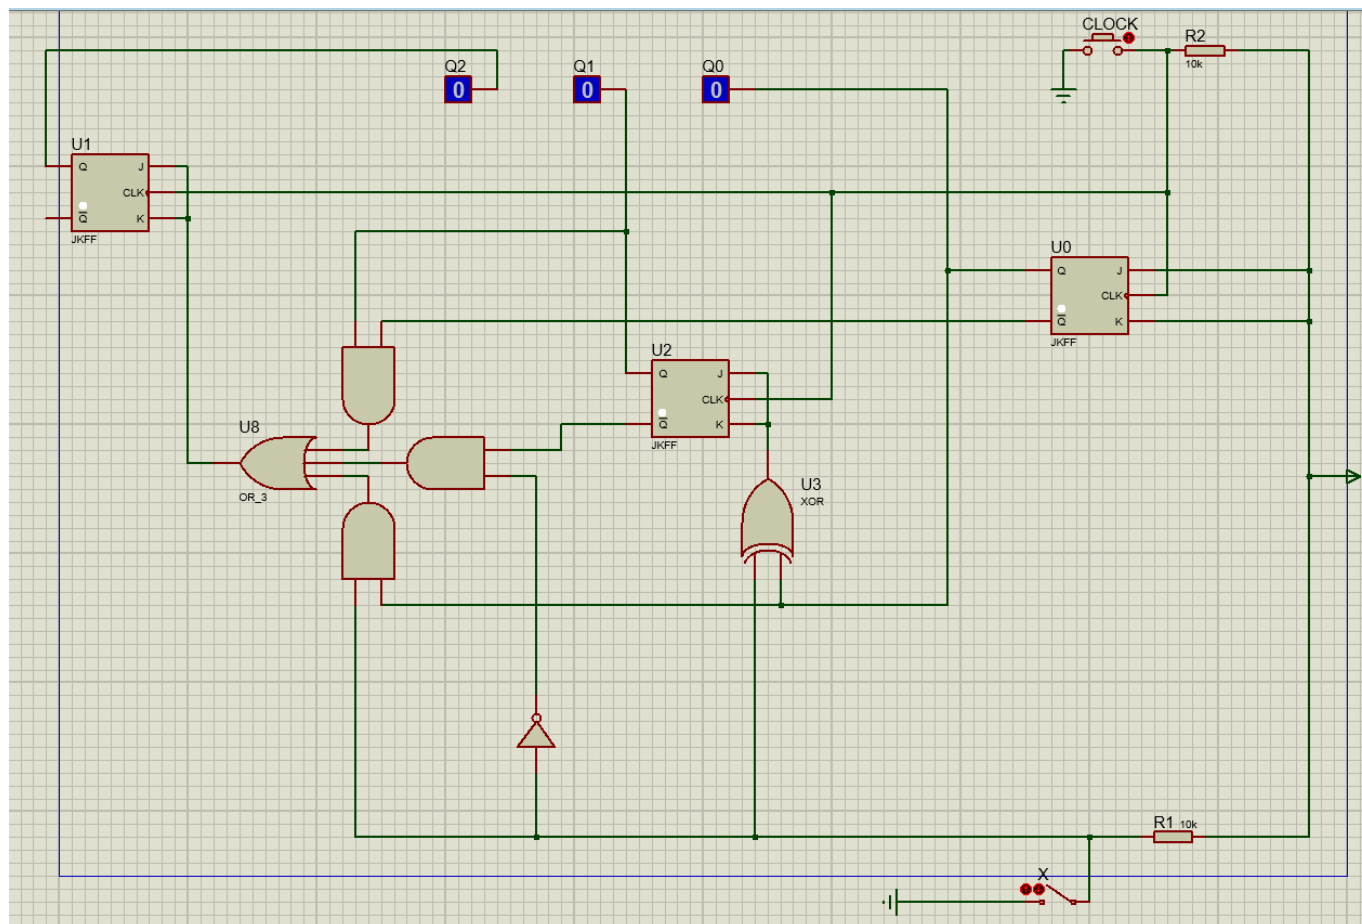 CLOCK
R2
10k
Q2
Q1
Q0
0
0
0
U1
Q
J
CLK
Q
K
JKFF
U0
Q
J
CLK
Q
K
JKFF
U2
Q
J
CLK
Q
K
JKFF
U8
OR_3
U3
XOR
R1 10k
X